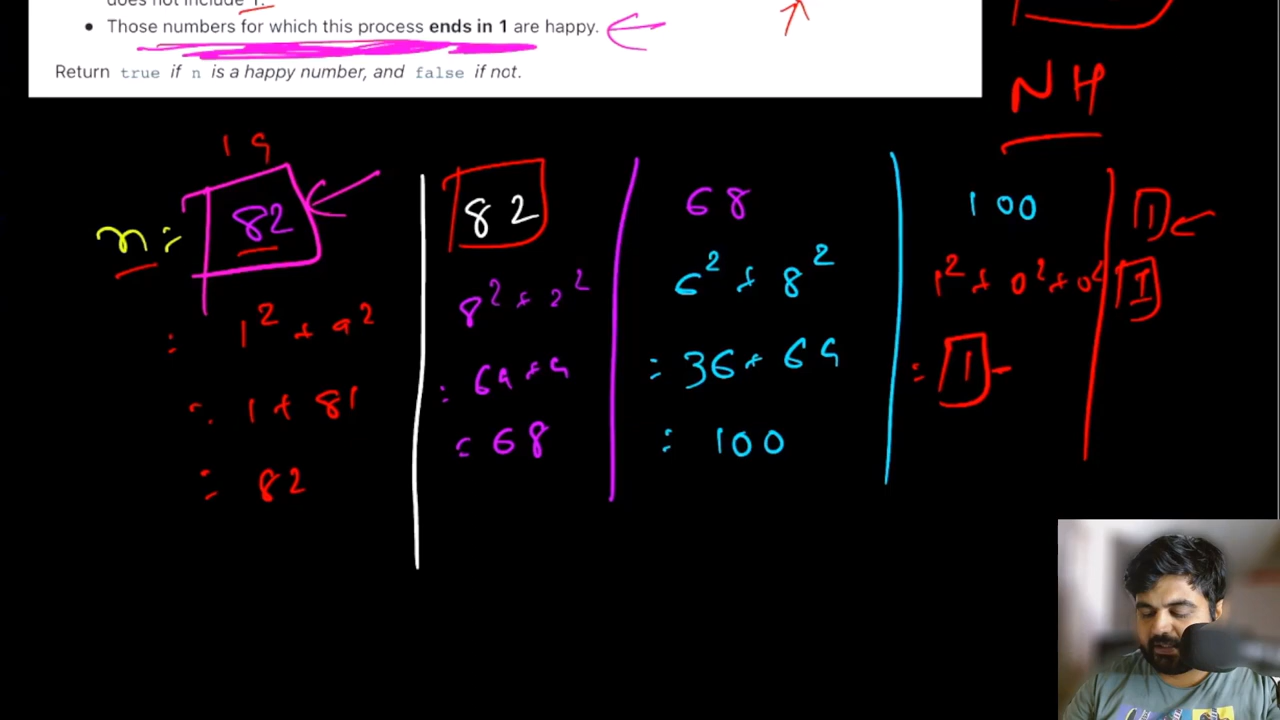 does not include 1.
• Those numbers for which this process ends in 1 are happy.
Return true if n is a happy number, and false if not.
NH
19
n = 82
= 1² + 9²
= 1 + 81
= 82
82
8² + 2²
= 64 + 4
= 68
68
6² + 8²
= 36 + 64
= 100
100
1² + 0² + 0²
= 1
1
1